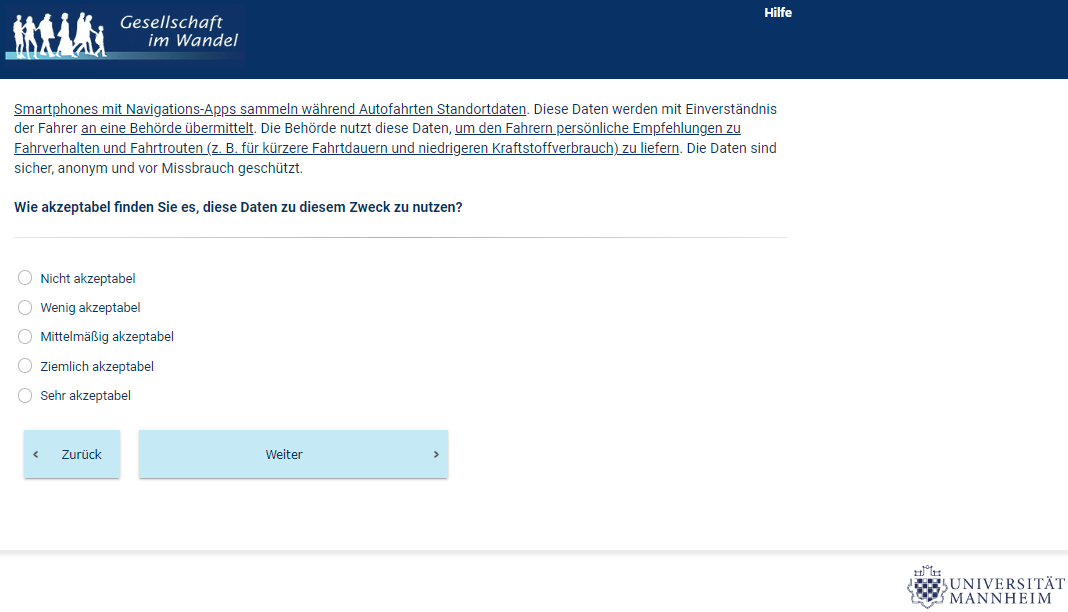 Gesellschaft
im Wandel
Hilfe
Smartphones mit Navigations-Apps sammeln während Autofahrten Standortdaten. Diese Daten werden mit Einverständnis
der Fahrer an eine Behörde übermittelt. Die Behörde nutzt diese Daten, um den Fahrern persönliche Empfehlungen zu
Fahrverhalten und Fahrtrouten (z. B. für kürzere Fahrtdauern und niedrigeren Kraftstoffverbrauch) zu liefern. Die Daten sind
sicher, anonym und vor Missbrauch geschützt.
Wie akzeptabel finden Sie es, diese Daten zu diesem Zweck zu nutzen?
Nicht akzeptabel
Wenig akzeptabel
Mittelmäßig akzeptabel
Ziemlich akzeptabel
Sehr akzeptabel
Zurück
Weiter
UNIVERSITÄT
MANNHEIM